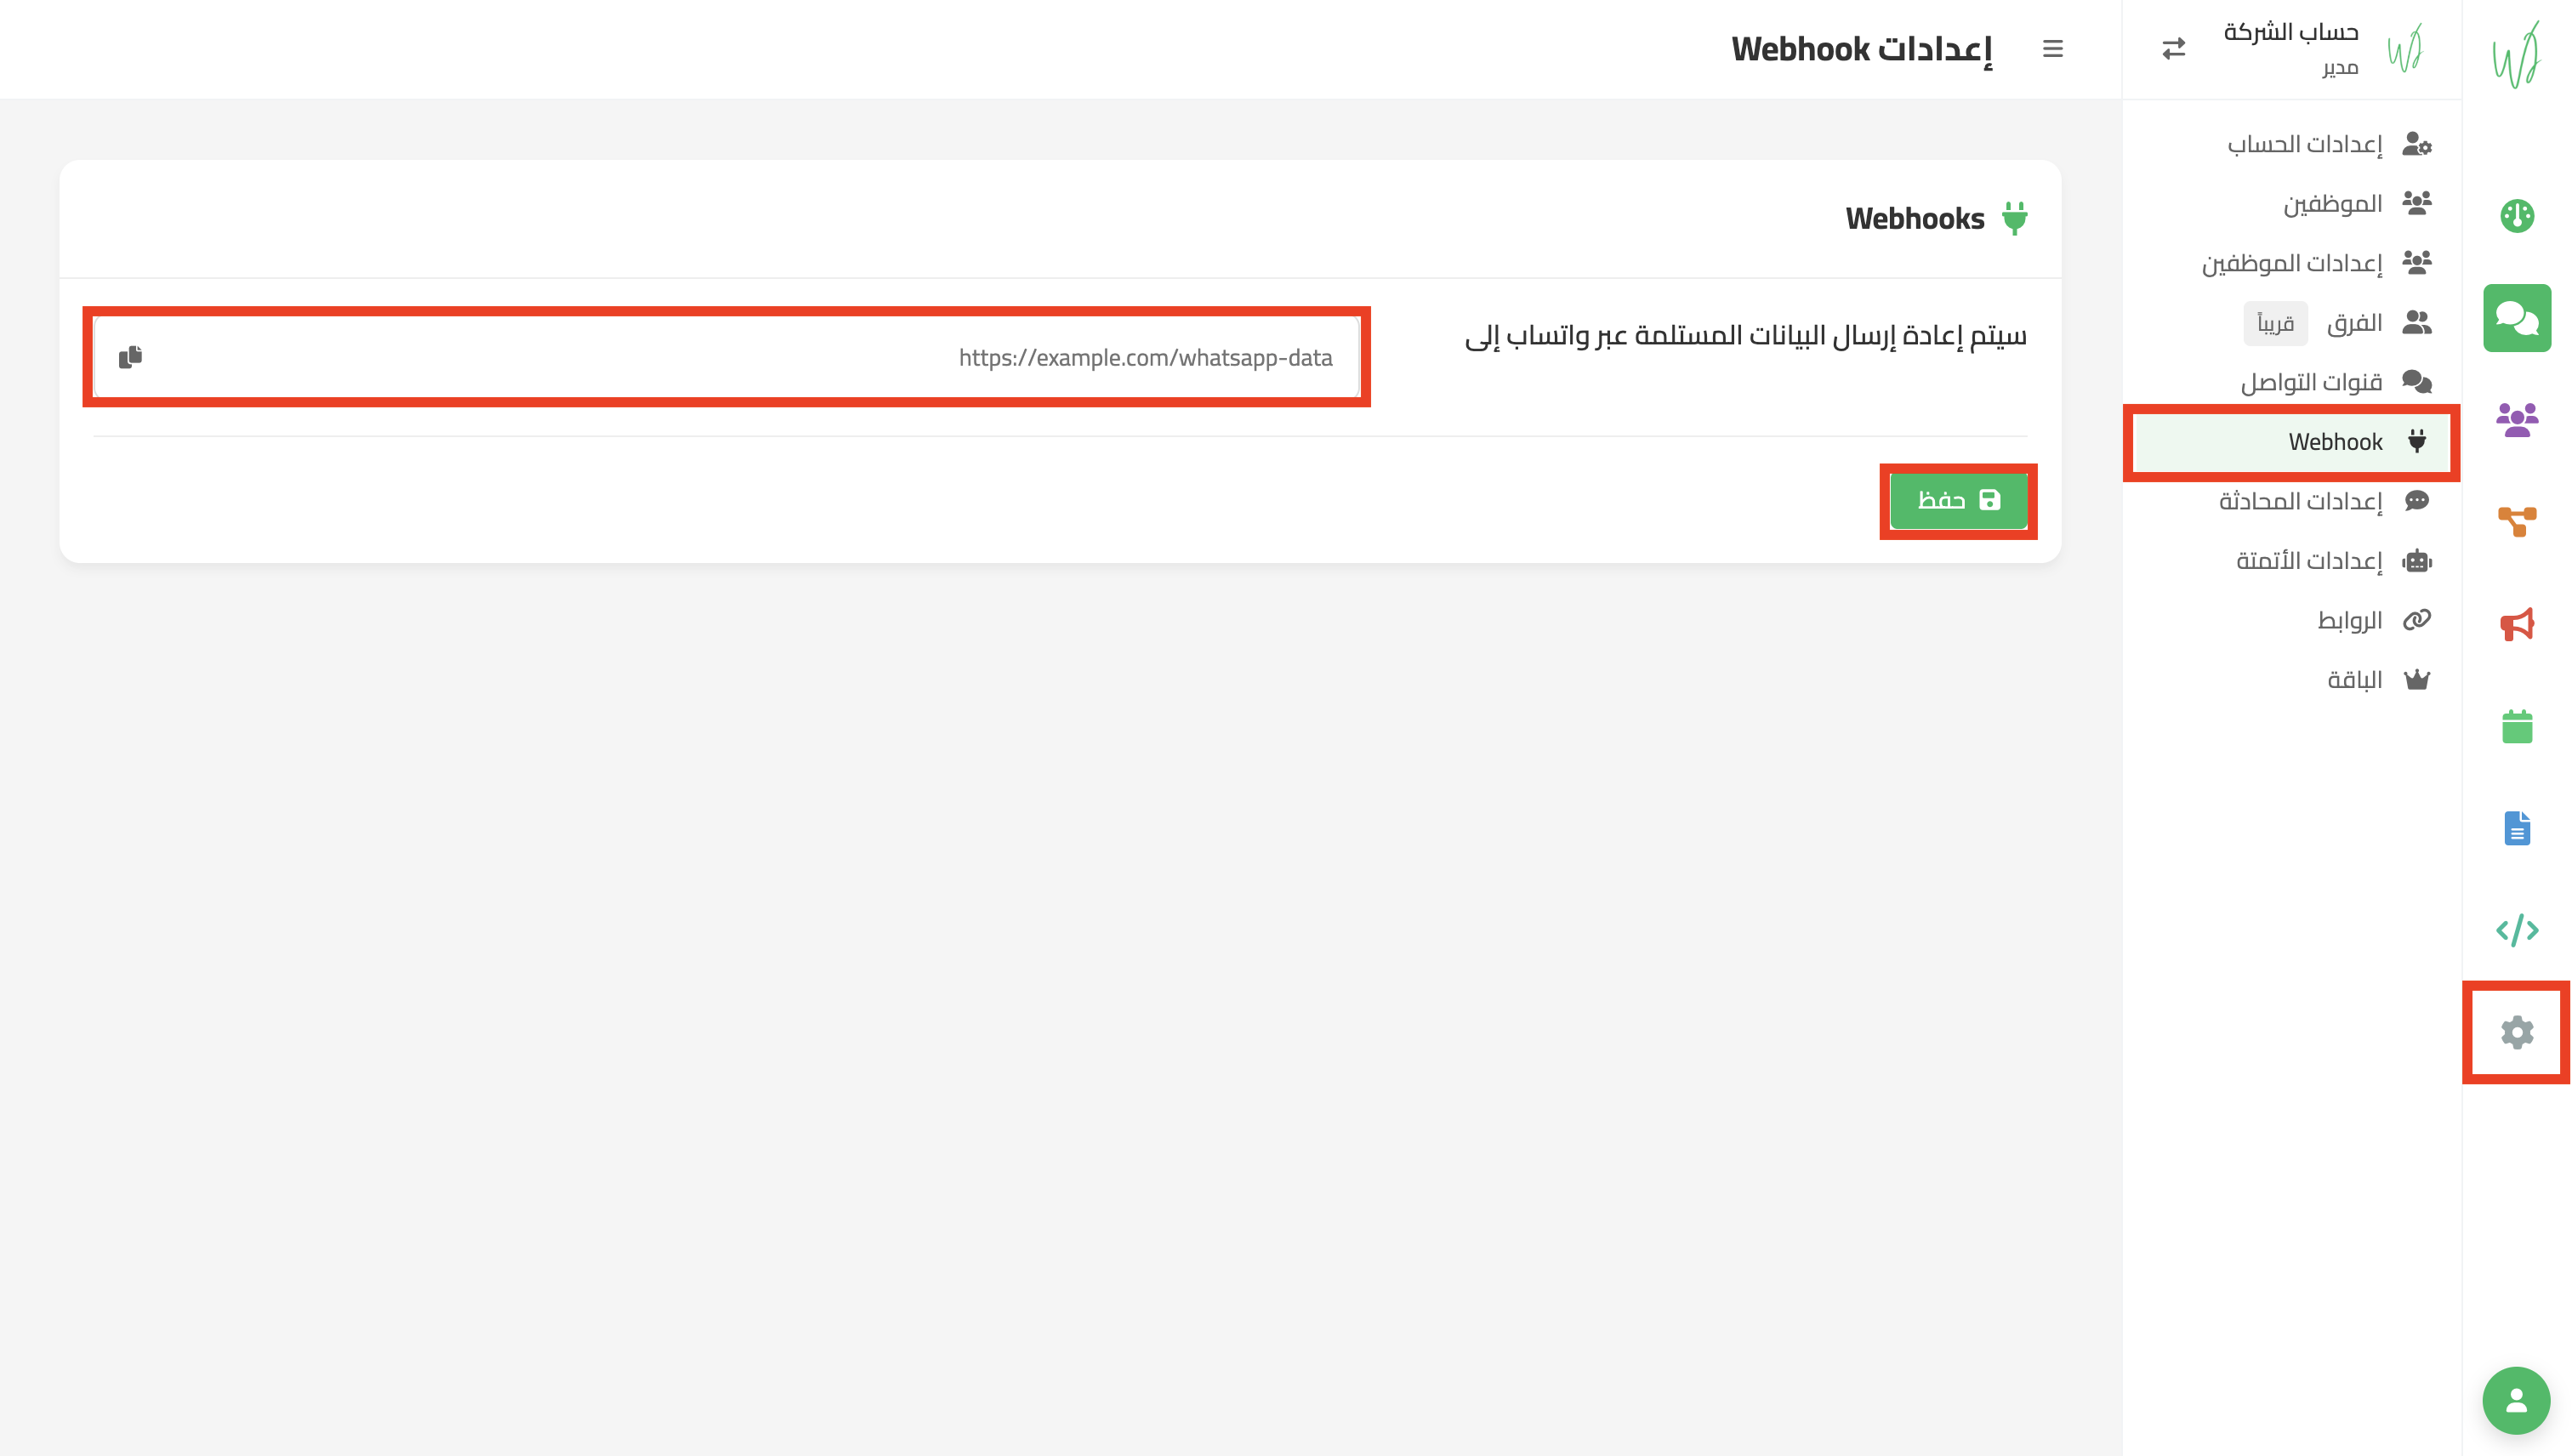 حساب الشركة
مدير
إعدادات الحساب
الموظفين
إعدادات الموظفين
الفرق قريباً
قنوات التواصل
Webhook
إعدادات المحادثة
إعدادات الأتمتة
الروابط
الباقة
إعدادات Webhook
Webhooks
سيتم إعادة إرسال البيانات المستلمة عبر واتساب إلى
https://example.com/whatsapp-data
حفظ